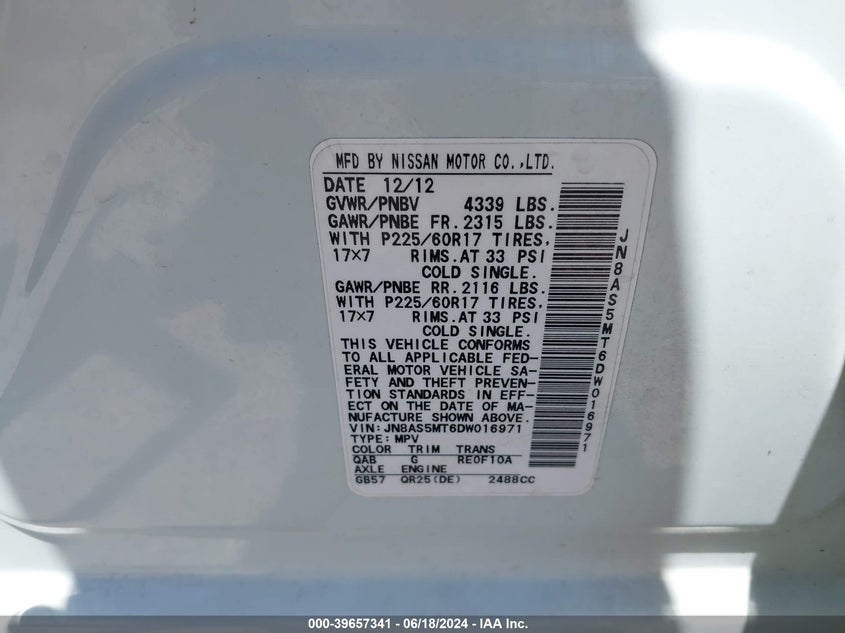 MFD BY NISSAN MOTOR CO.,LTD.
DATE 12/12
GVWR/PNBV 4339 LBS.
GAWR/PNBE FR.2315 LBS.
WITH P225/60R17 TIRES,
17×7 RIMS.AT 33 PSI
COLD SINGLE.
GAWR/PNBE RR.2116 LBS.
WITH P225/60R17 TIRES,
17×7 RIMS.AT 33 PSI
COLD SINGLE.
THIS VEHICLE CONFORMS
TO ALL APPLICABLE FED-
ERAL MOTOR VEHICLE SA-
FETY AND THEFT PREVEN-
TION STANDARDS IN EFF-
ECT ON THE DATE OF MA-
NUFACTURE SHOWN ABOVE.
VIN:JN8AS5MT6DW016971
TYPE:MPV
COLOR TRIM TRANS
QAB G RE0F10A
AXLE ENGINE
GB57 QR25(DE) 2488CC
JN8AS5MT6DW016971
000-39657341 - 06/18/2024 - IAA Inc.